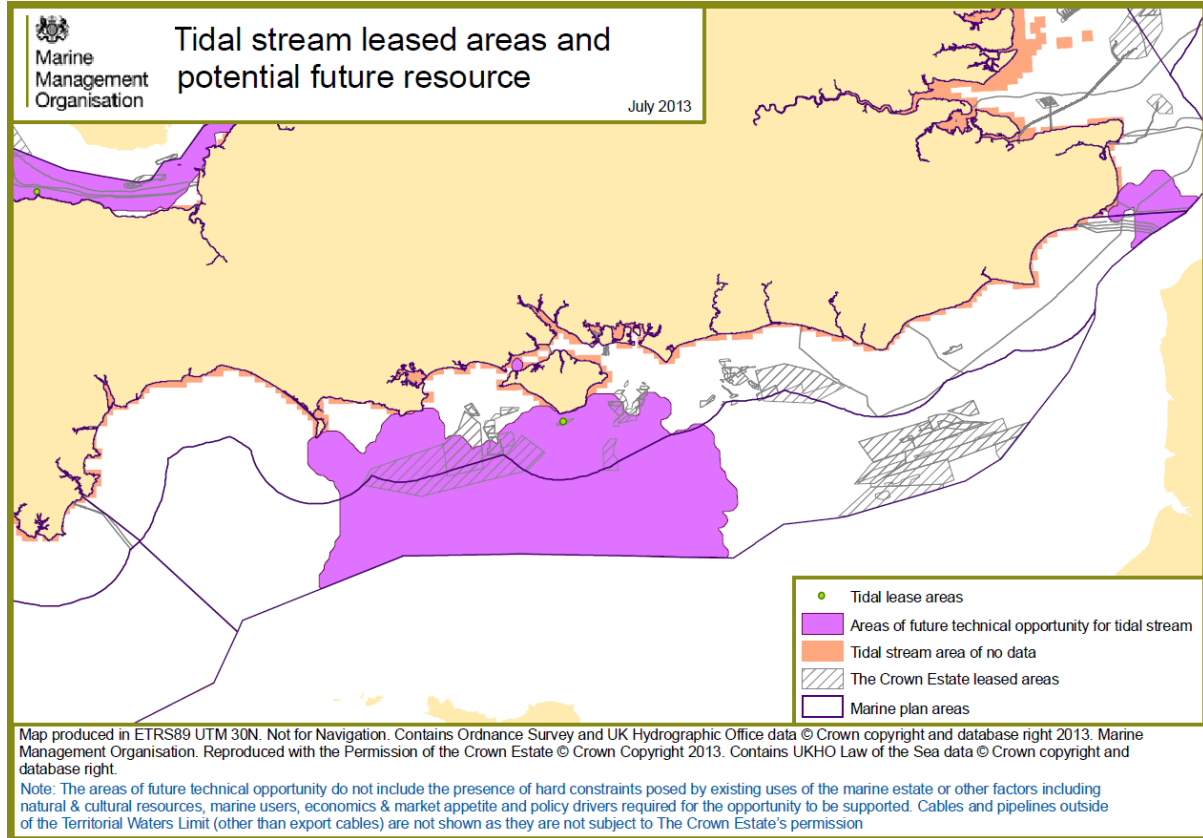 Marine
Management
Organisation
Tidal stream leased areas and
potential future resource
July 2013
Tidal lease areas
Areas of future technical opportunity for tidal stream
Tidal stream area of no data
The Crown Estate leased areas
Marine plan areas
Map produced in ETRS89 UTM 30N. Not for Navigation. Contains Ordnance Survey and UK Hydrographic Office data © Crown copyright and database right 2013. Marine
Management Organisation. Reproduced with the Permission of the Crown Estate © Crown Copyright 2013. Contains UKHO Law of the Sea data © Crown copyright and
database right.
Note: The areas of future technical opportunity do not include the presence of hard constraints posed by existing uses of the marine estate or other factors including
natural & cultural resources, marine users, economics & market appetite and policy drivers required for the opportunity to be supported. Cables and pipelines outside
of the Territorial Waters Limit (other than export cables) are not shown as they are not subject to The Crown Estate's permission